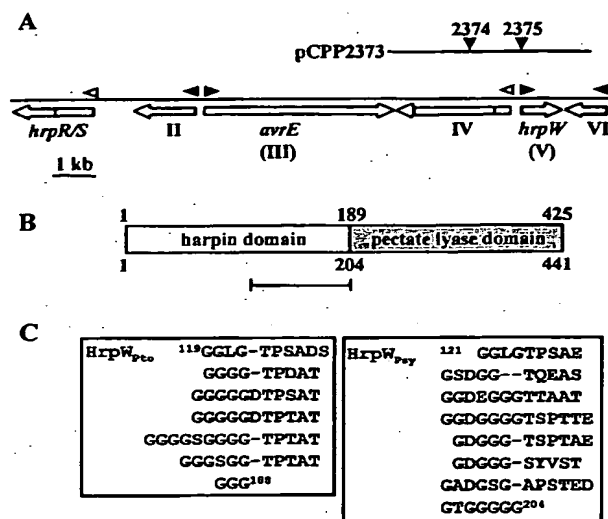 A
2374 2375
pCPP2373
hrpR/S II avrE (III) IV hrpW (V) VI
1 kb
B
1 189 425
harpin domain pectate lyase domain
1 204 441
C
HrpWPto 119GGLG-TPSADS
GGGG-TPDAT
GGGGGDTPSAT
GGGGGDTPTAT
GGGGSGGGG-TPTAT
GGGSGG-TPTAT
GGG188
HrpWPsy 121 GGLGTPSAE
GSDGG--TQEAS
GGDEGGGTTAAT
GGDGGGGTSPTTE
GDGGG-TSPTAE
GDGGG-SYVST
GADGSG-APSTED
GTGGGGG204